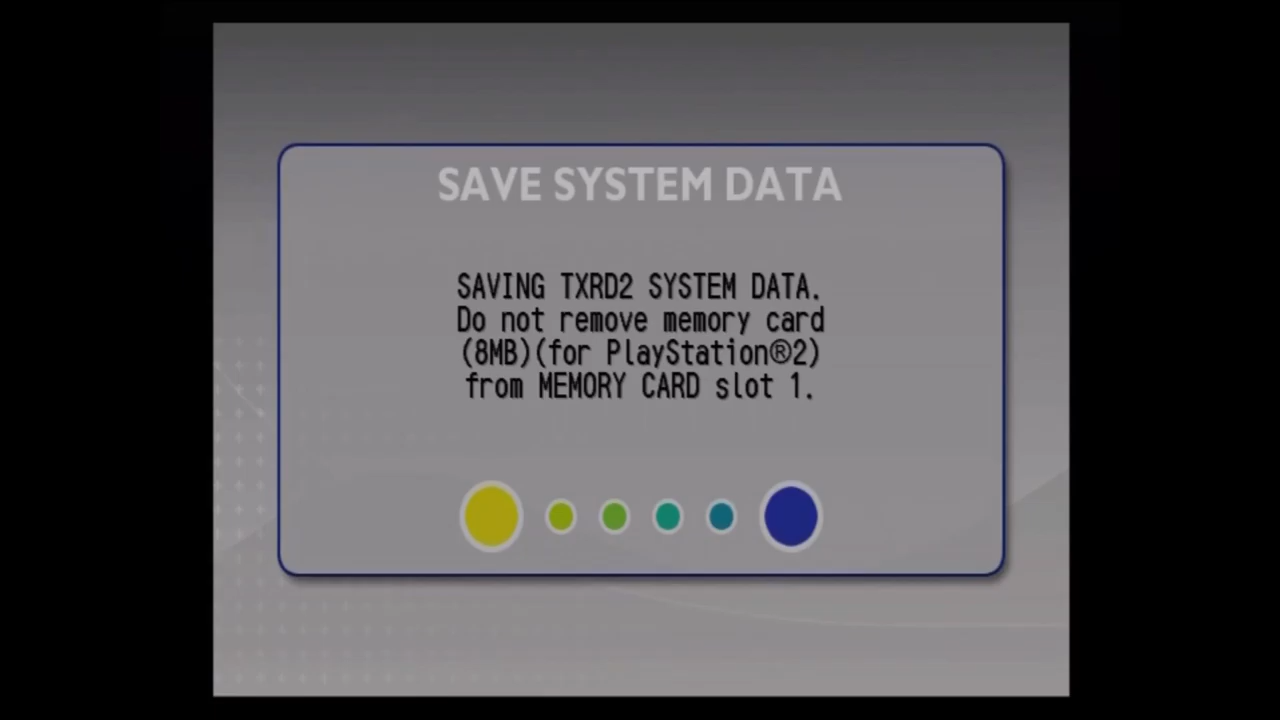 SAVE SYSTEM DATA
SAVING TXRD2 SYSTEM DATA.
Do not remove memory card
(8MB)(for PlayStation®2)
from MEMORY CARD slot 1.